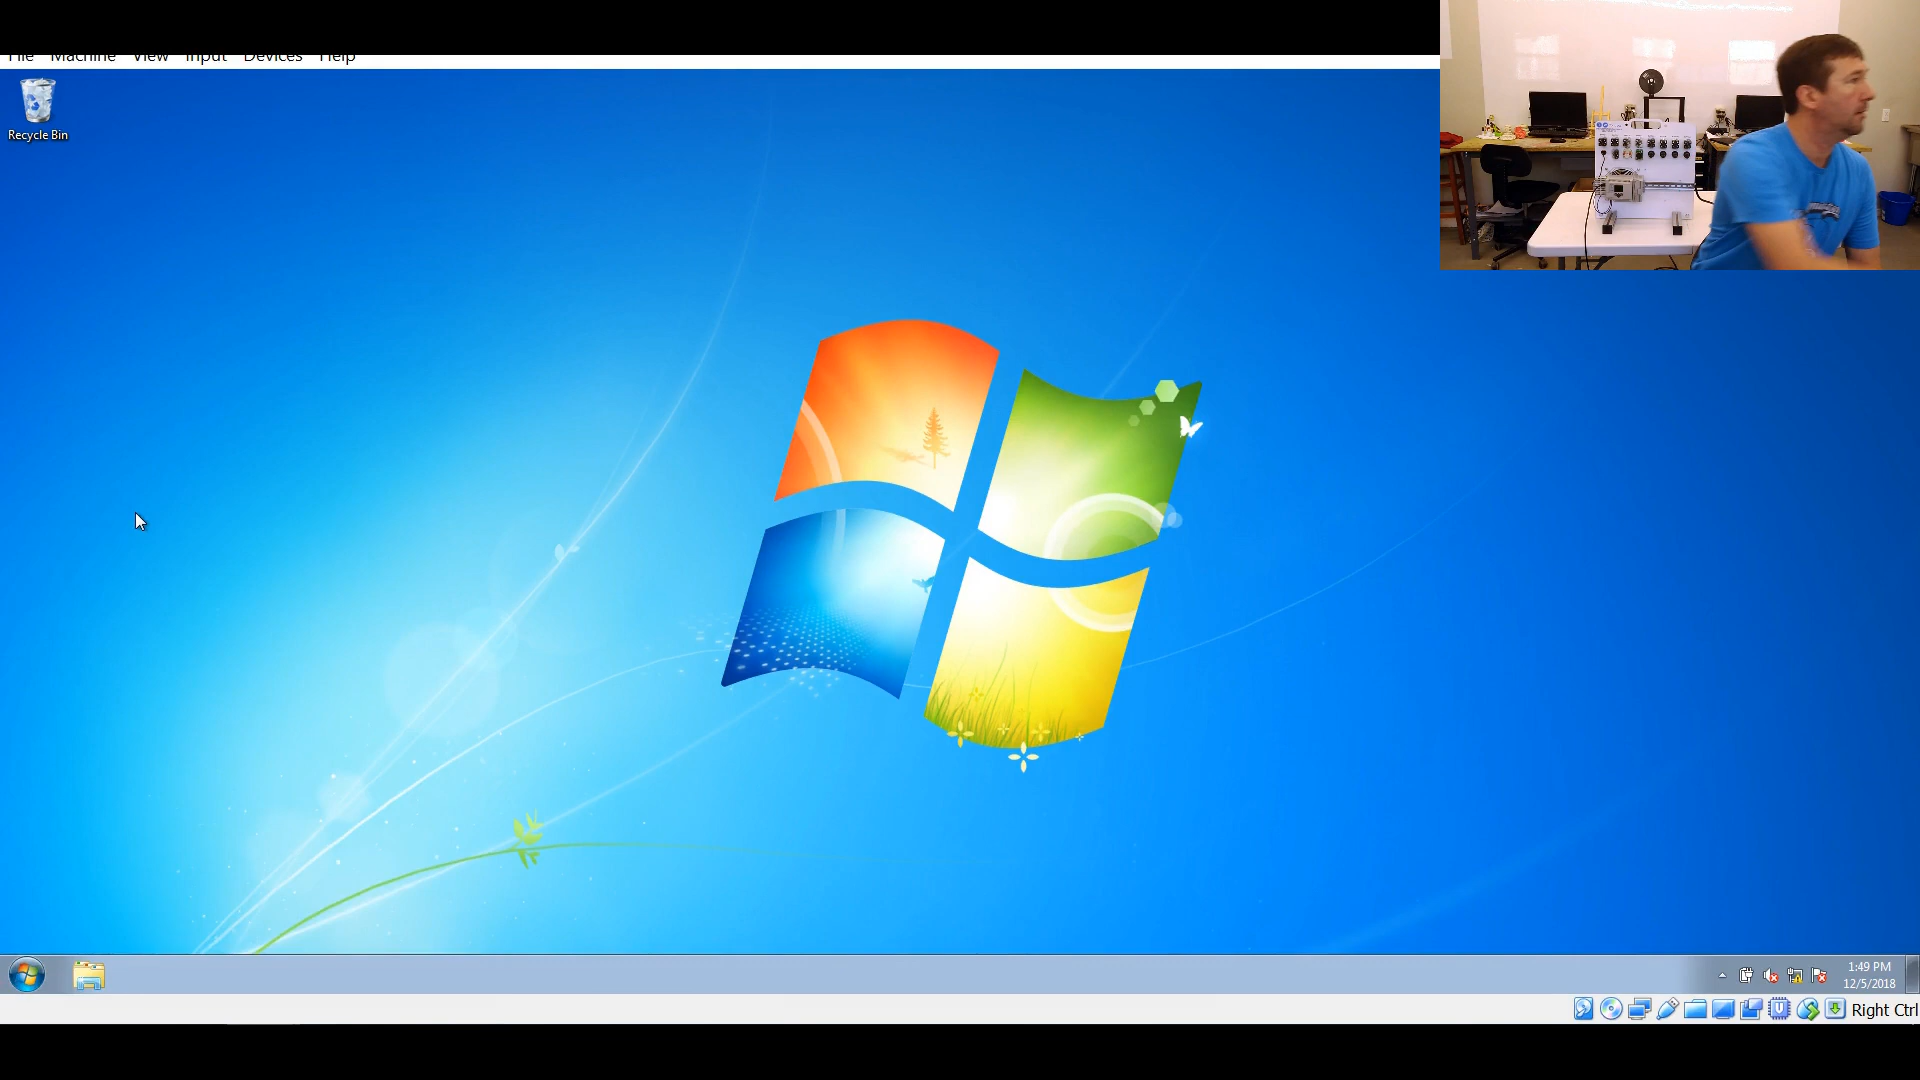 File Machine View Input Devices Help
Recycle Bin
1:49 PM
12/5/2018
Right Ctrl